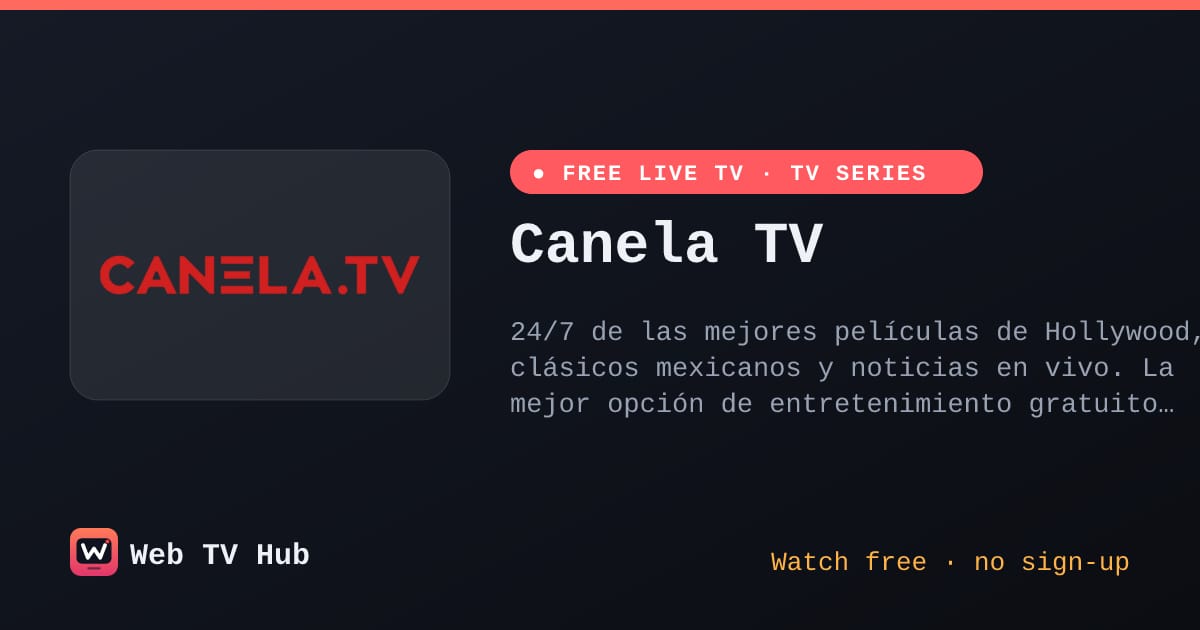 CANELA.TV
● FREE LIVE TV · TV SERIES
Canela TV
24/7 de las mejores películas de Hollywood,
clásicos mexicanos y noticias en vivo. La
mejor opción de entretenimiento gratuito…
W
Web TV Hub
Watch free · no sign-up